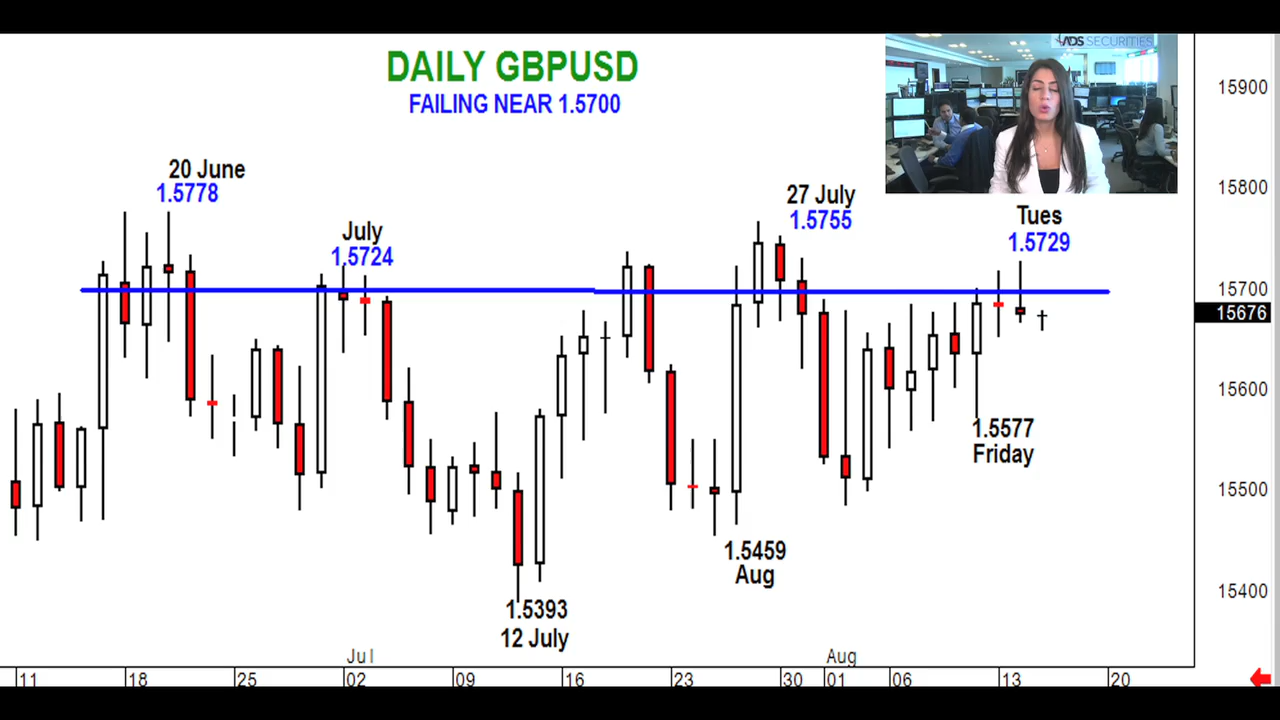 DAILY GBPUSD
FAILING NEAR 1.5700
ADS SECURITIES
20 June
1.5778
July
1.5724
27 July
1.5755
Tues
1.5729
1.5577
Friday
1.5459
Aug
1.5393
12 July
15900
15800
15700
15676
15600
15500
15400
Jul
Aug
11
18
25
02
09
16
23
30
01
06
13
20